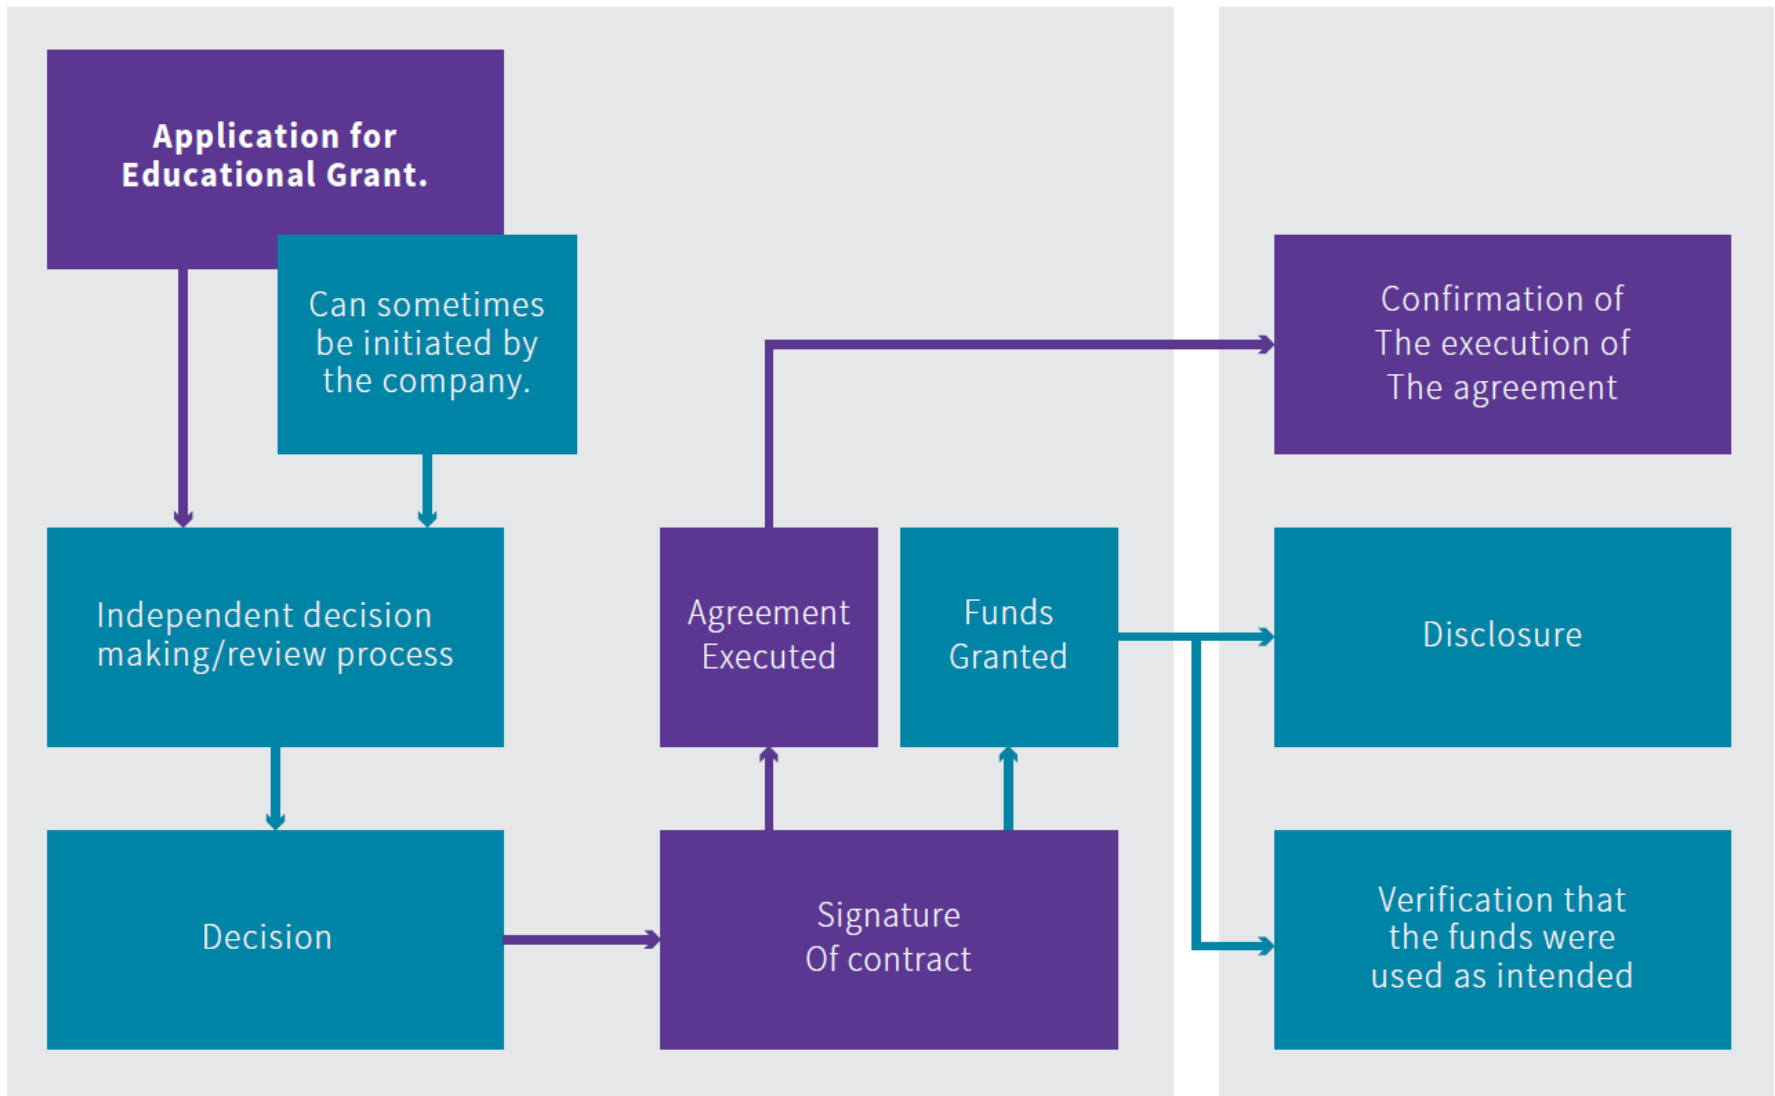 Application for
Educational Grant.
Can sometimes
be initiated by
the company.
Independent decision
making/review process
Decision
Agreement
Executed
Funds
Granted
Signature
Of contract
Confirmation of
The execution of
The agreement
Disclosure
Verification that
the funds were
used as intended